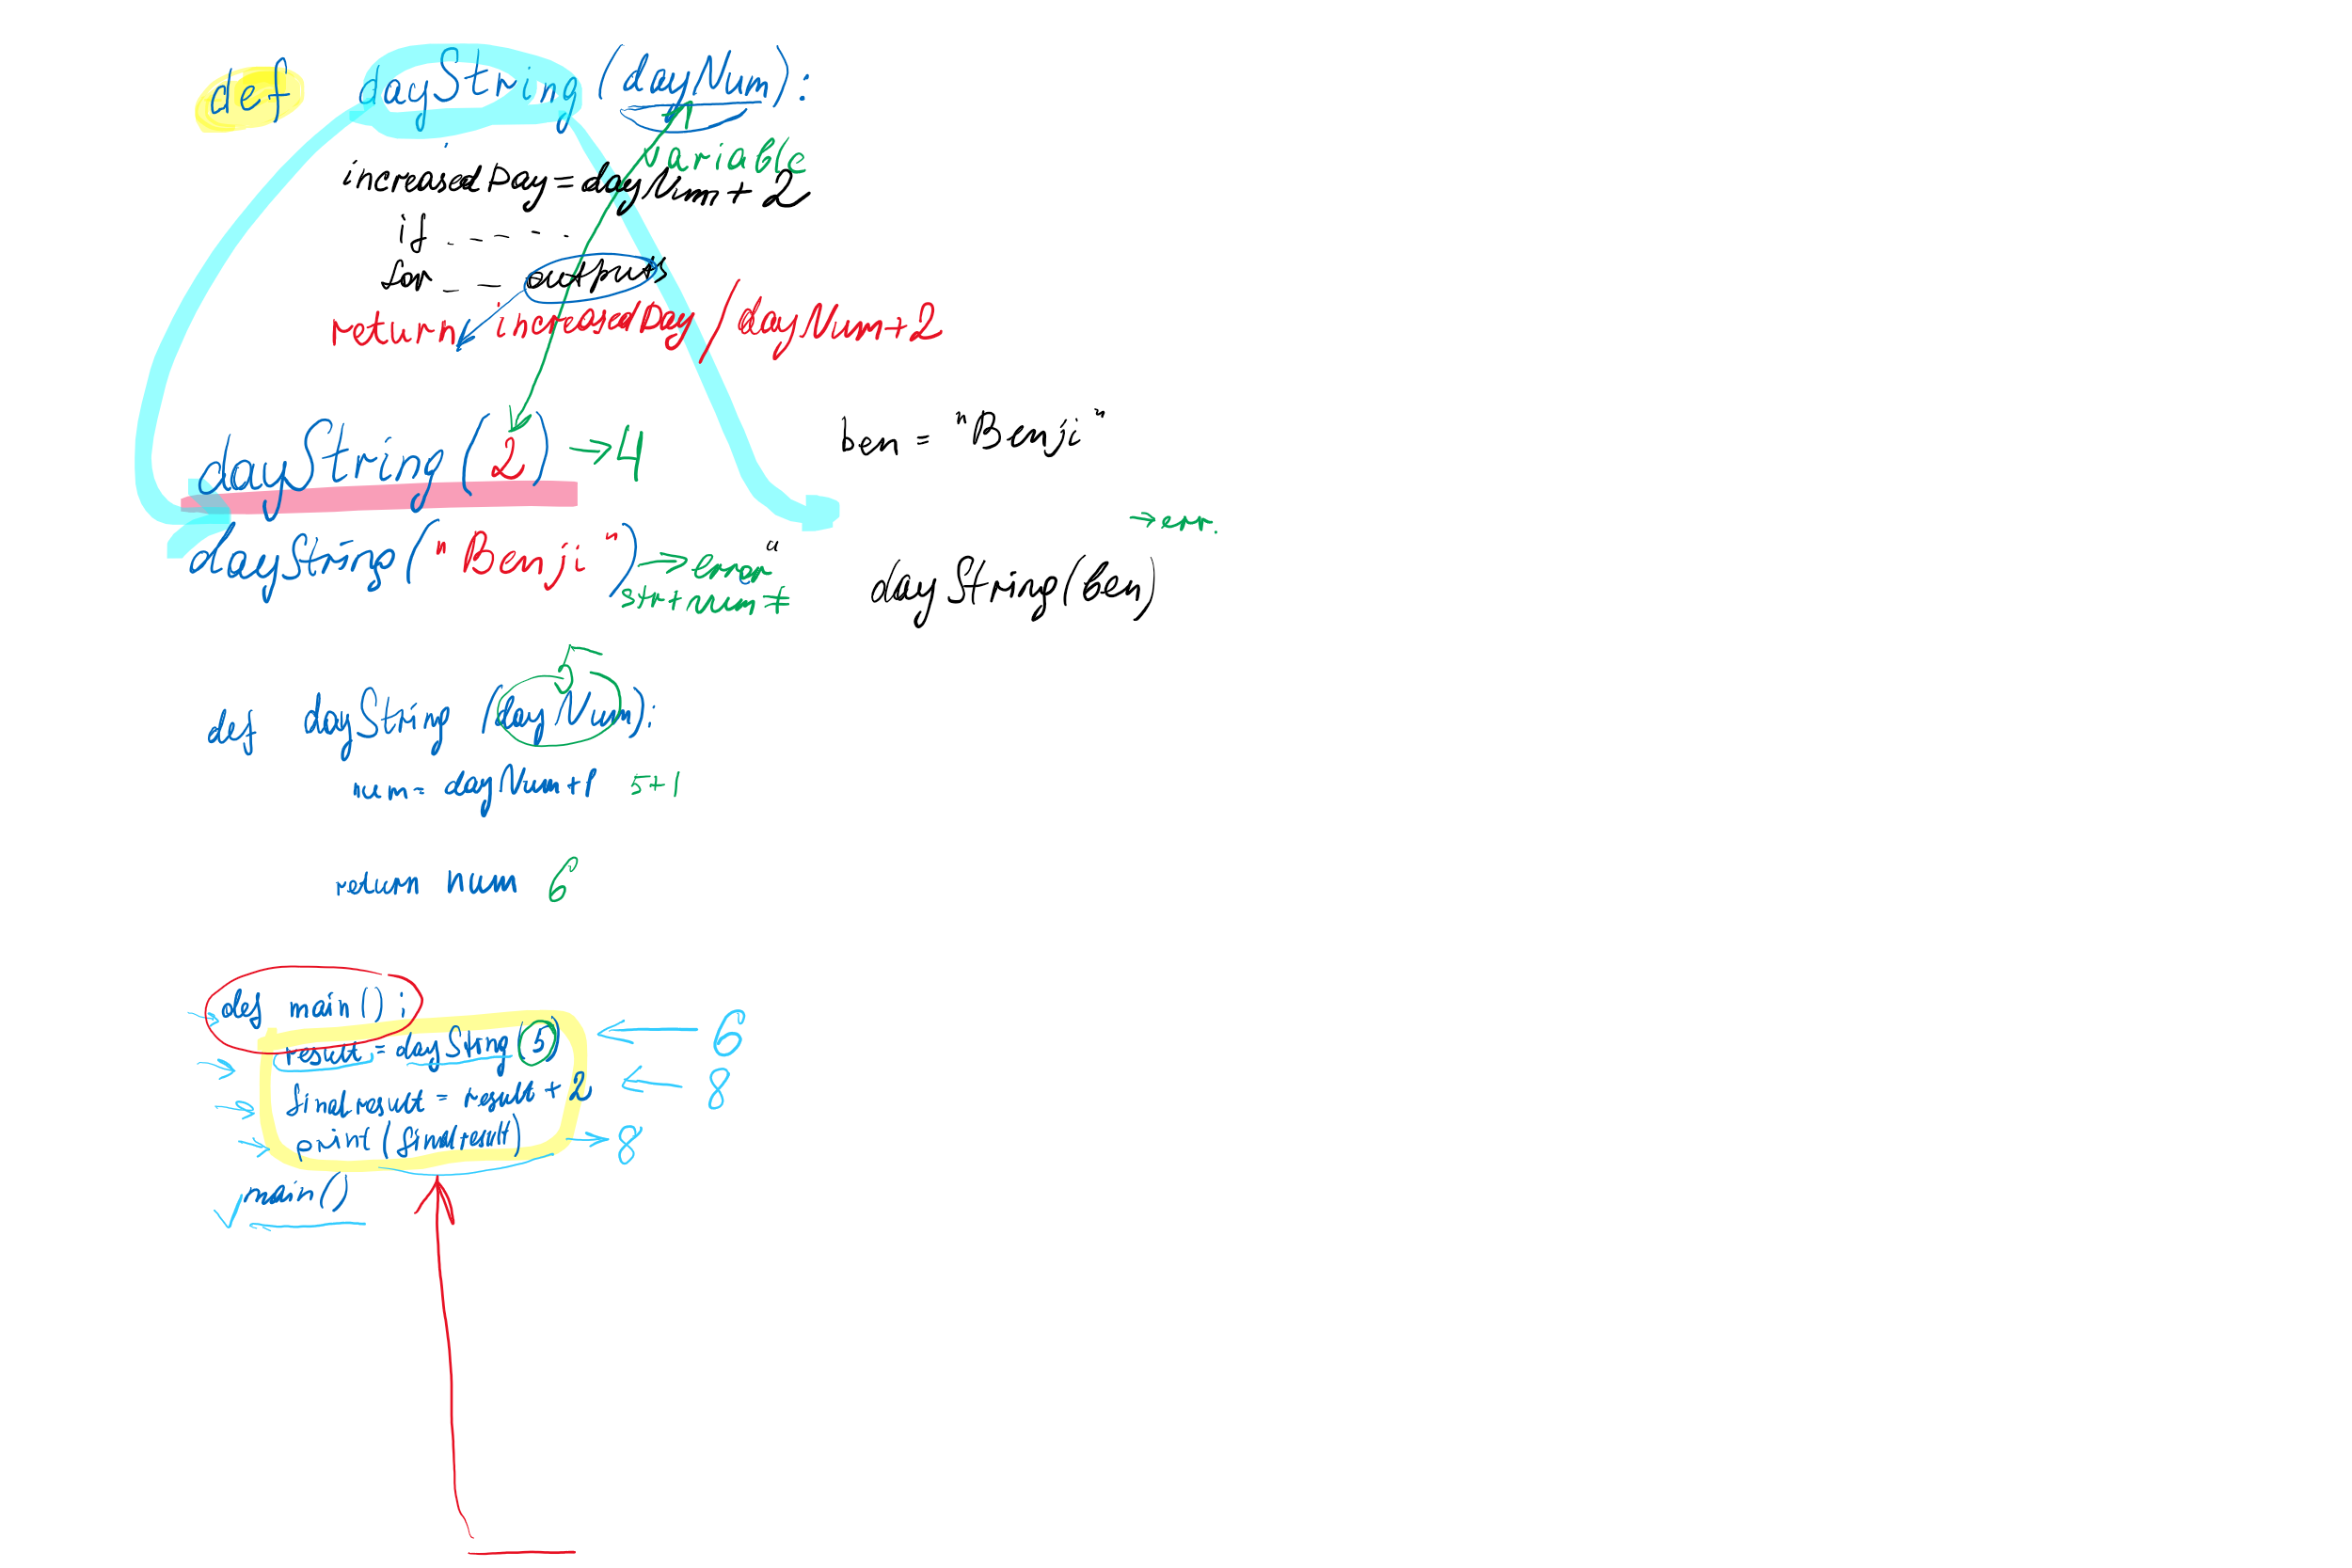 def dayString (dayNum):
variable
increasedDay = dayNum + 2
if _ _ - - .
for _ _ outputs
return increasedDay / dayNum+2
dayString(2) → 4
ben = "Benji"
→ err.
dayString("Benji") → error
str+num ≠
dayString(ben)
5
def dayString (dayNum):
num = dayNum+1 5+1
return num 6
def main():
result = dayString(5) 6
finalresult = result + 2 8
print(finalresult) → 8
main()